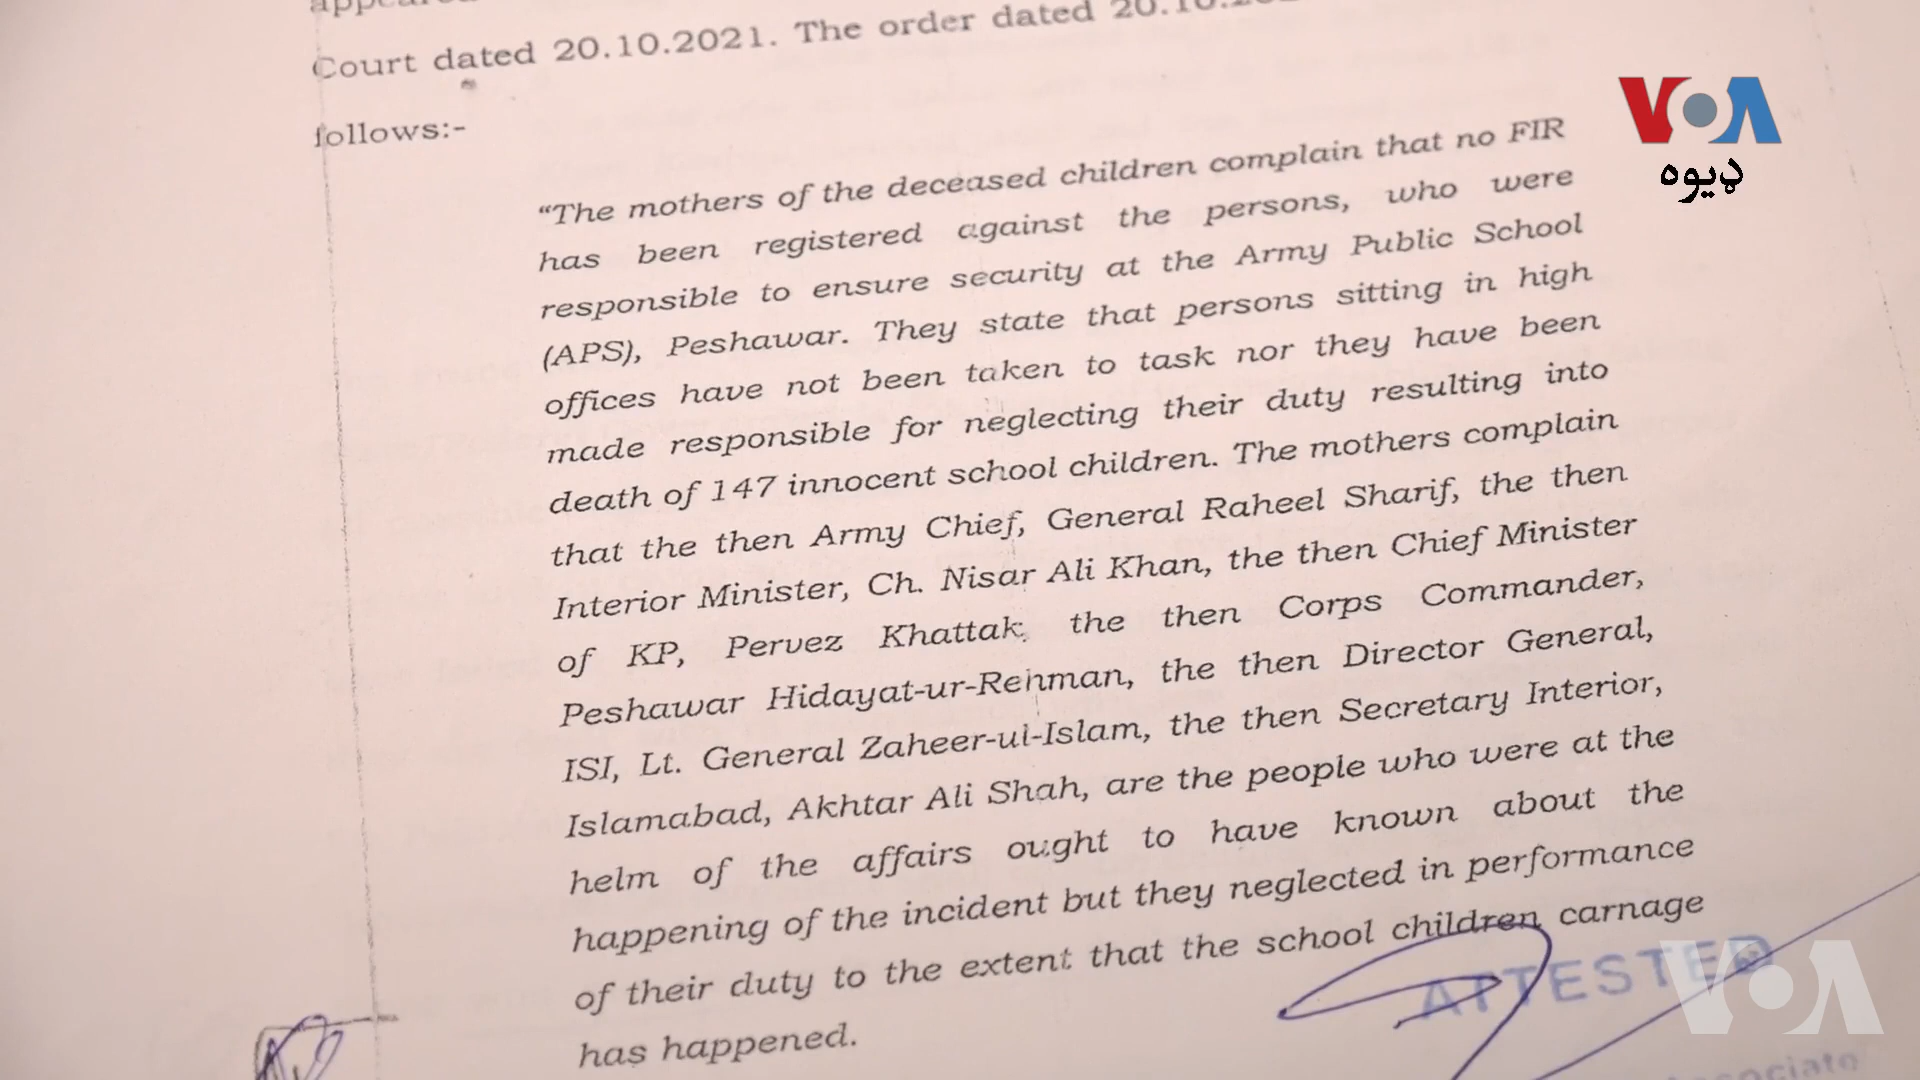 Court dated 20.10.2021. The order dated
follows:-
“The mothers of the deceased children complain that no FIR
has been registered against the persons, who were
responsible to ensure security at the Army Public School
(APS), Peshawar. They state that persons sitting in high
offices have not been taken to task nor they have been
made responsible for neglecting their duty resulting into
death of 147 innocent school children. The mothers complain
that the then Army Chief, General Raheel Sharif, the then
Interior Minister, Ch. Nisar Ali Khan, the then Chief Minister
of KP, Pervez Khattak, the then Corps Commander,
Peshawar Hidayat-ur-Rehman, the then Director General,
ISI, Lt. General Zaheer-ul-Islam, the then Secretary Interior,
Islamabad, Akhtar Ali Shah, are the people who were at the
helm of the affairs ought to have known about the
happening of the incident but they neglected in performance
of their duty to the extent that the school children carnage
has happened.
ATTESTED
VOA
ډیوه
VOA